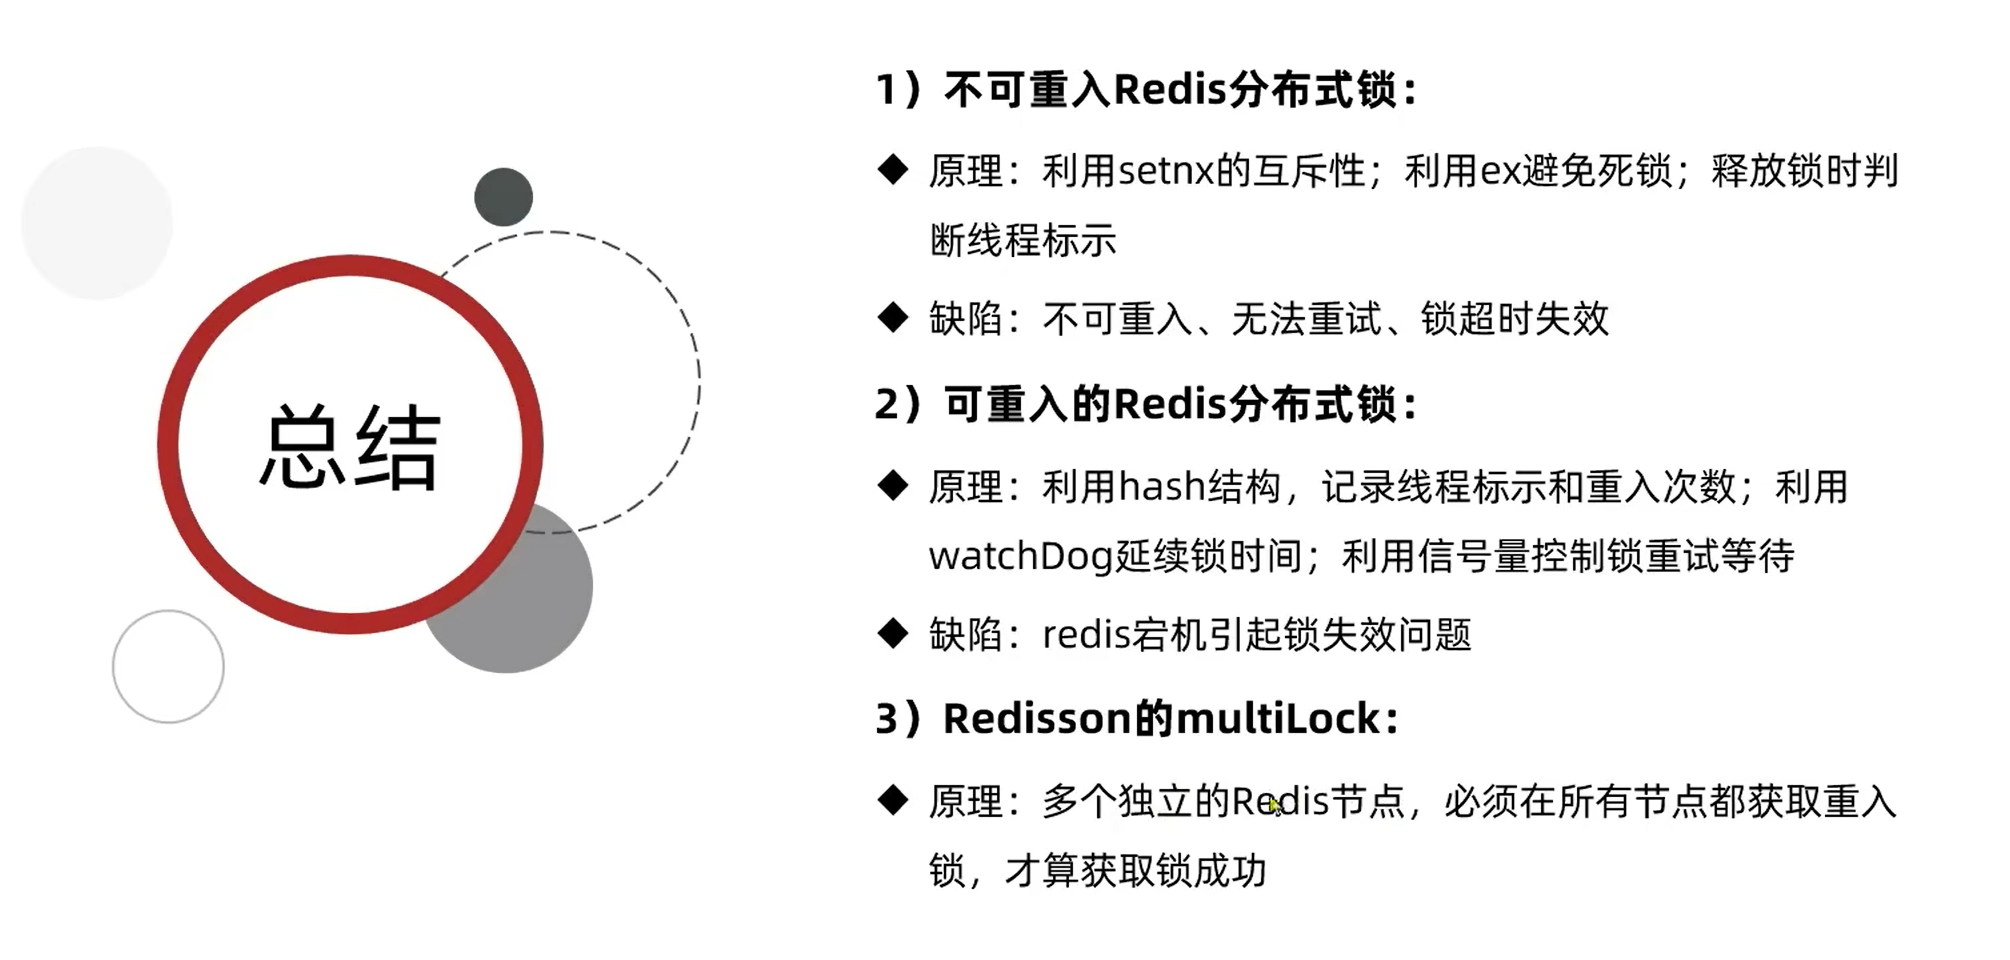 总结
1）不可重入Redis分布式锁：
◆ 原理：利用setnx的互斥性；利用ex避免死锁；释放锁时判
断线程标示
◆ 缺陷：不可重入、无法重试、锁超时失效
2）可重入的Redis分布式锁：
◆ 原理：利用hash结构，记录线程标示和重入次数；利用
watchDog延续锁时间；利用信号量控制锁重试等待
◆ 缺陷：redis宕机引起锁失效问题
3）Redisson的multiLock：
◆ 原理：多个独立的Redis节点，必须在所有节点都获取重入
锁，才算获取锁成功